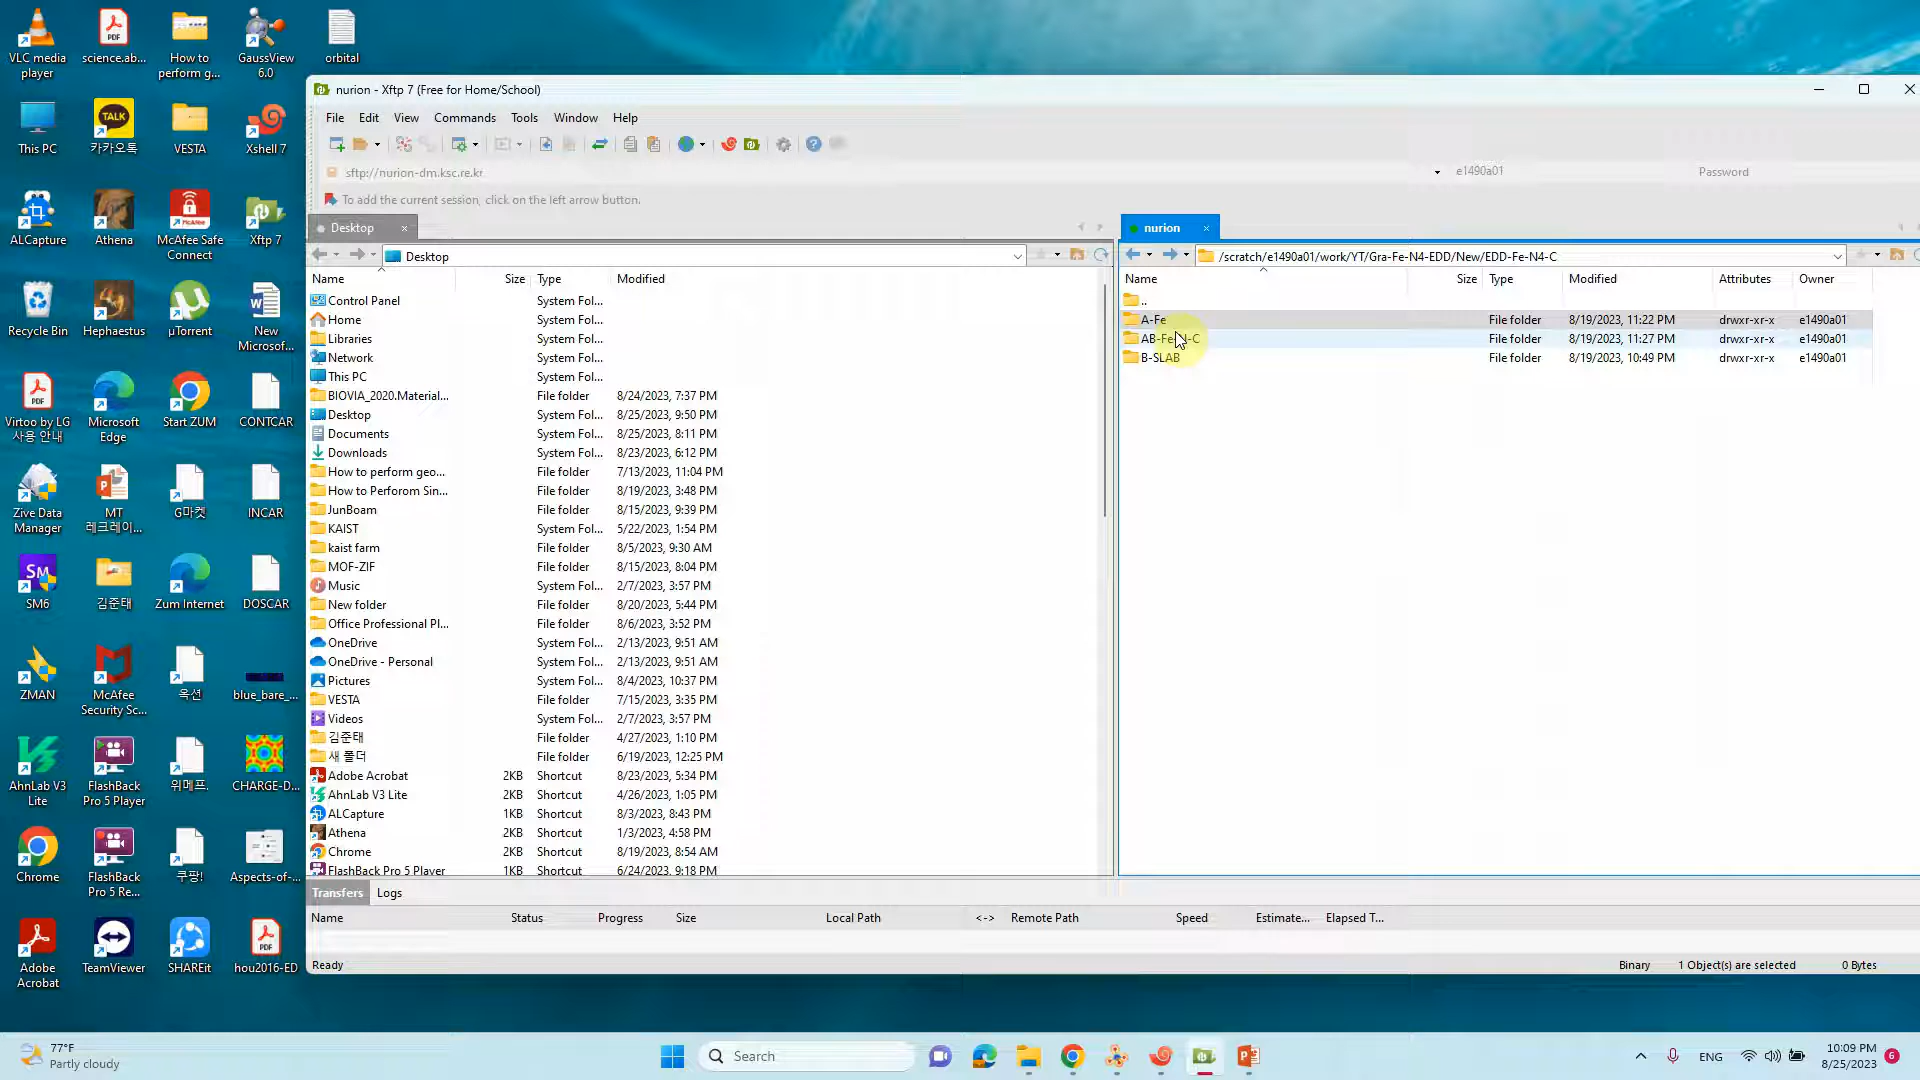 VLC media player
science.ab...
How to perform g...
GaussView 6.0
orbital
This PC
카카오톡
VESTA
Xshell 7
ALCapture
Athena
McAfee Safe Connect
Xftp 7
Recycle Bin
Hephaestus
µTorrent
New Microsof...
Virtoo by LG 사용 안내
Microsoft Edge
Start ZUM
CONTCAR
Zive Data Manager
MT 레크레이...
G마켓
INCAR
SM6
김준태
Zum Internet
DOSCAR
ZMAN
McAfee Security Sc...
옥션
blue_bare_...
AhnLab V3 Lite
FlashBack Pro 5 Player
위메프.
CHARGE-D...
Chrome
FlashBack Pro 5 Re...
쿠팡!
Aspects-of-...
Adobe Acrobat
TeamViewer
SHAREit
hou2016-ED
nurion - Xftp 7 (Free for Home/School)
File Edit View Commands Tools Window Help
sftp://nurion-dm.ksc.re.kr e1490a01 Password
To add the current session, click on the left arrow button.
Desktop
Desktop
Name Size Type Modified
Control Panel System Fol...
Home System Fol...
Libraries System Fol...
Network System Fol...
This PC System Fol...
BIOVIA_2020.Material... File folder 8/24/2023, 7:37 PM
Desktop System Fol... 8/25/2023, 9:50 PM
Documents System Fol... 8/25/2023, 8:11 PM
Downloads System Fol... 8/23/2023, 6:12 PM
How to perform geo... File folder 7/13/2023, 11:04 PM
How to Perforom Sin... File folder 8/19/2023, 3:48 PM
JunBoam File folder 8/15/2023, 9:39 PM
KAIST File folder 5/22/2023, 1:54 PM
kaist farm File folder 8/5/2023, 9:30 AM
MOF-ZIF File folder 8/15/2023, 8:04 PM
Music System Fol... 2/7/2023, 3:57 PM
New folder File folder 8/20/2023, 5:44 PM
Office Professional Pl... File folder 8/6/2023, 3:52 PM
OneDrive System Fol... 2/13/2023, 9:51 AM
OneDrive - Personal System Fol... 2/13/2023, 9:51 AM
Pictures System Fol... 8/4/2023, 10:37 PM
VESTA File folder 7/15/2023, 3:35 PM
Videos System Fol... 2/7/2023, 3:57 PM
김준태 File folder 4/27/2023, 1:10 PM
새 폴더 File folder 6/19/2023, 12:25 PM
Adobe Acrobat 2KB Shortcut 8/23/2023, 5:34 PM
AhnLab V3 Lite 2KB Shortcut 4/26/2023, 1:05 PM
ALCapture 1KB Shortcut 8/3/2023, 8:43 PM
Athena 2KB Shortcut 1/3/2023, 4:58 PM
Chrome 2KB Shortcut 8/19/2023, 8:54 AM
FlashBack Pro 5 Player 1KB Shortcut 6/24/2023, 9:18 PM
nurion
/scratch/e1490a01/work/YT/Gra-Fe-N4-EDD/New/EDD-Fe-N4-C
Name Size Type Modified Attributes Owner
..
A-Fe File folder 8/19/2023, 11:22 PM drwxr-xr-x e1490a01
AB-Fe-N-C File folder 8/19/2023, 11:27 PM drwxr-xr-x e1490a01
B-SLAB File folder 8/19/2023, 10:49 PM drwxr-xr-x e1490a01
Transfers Logs
Name Status Progress Size Local Path <-> Remote Path Speed Estimate... Elapsed T...
Ready Binary 1 Object(s) are selected 0 Bytes
77°F
Partly cloudy
Search
ENG
10:09 PM
8/25/2023
6